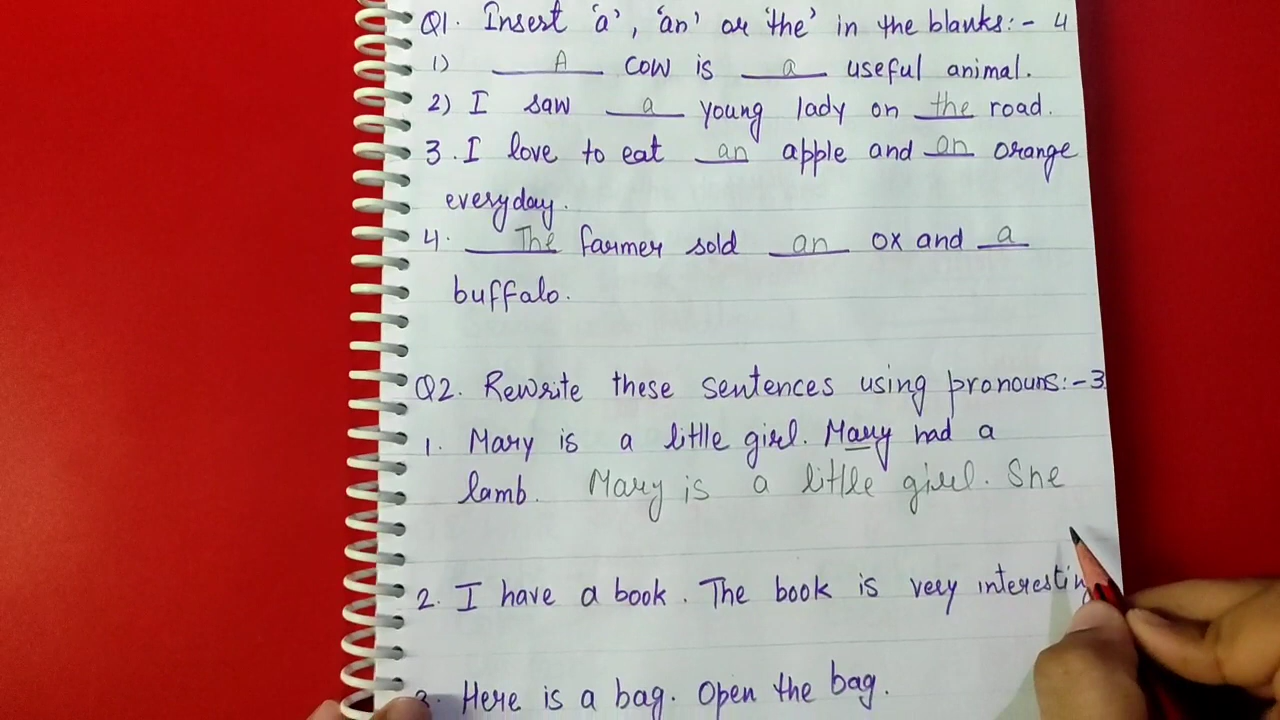 Q1. Insert 'a', 'an' or 'the' in the blanks:- 4
1) A cow is a useful animal.
2) I saw a young lady on the road.
3. I love to eat an apple and an orange
everyday.
4. The farmer sold an ox and a
buffalo.
Q2. Rewrite these sentences using pronouns:- 3
1. Mary is a little girl. Mary had a
lamb. Mary is a little girl. She
2. I have a book. The book is very interestin
3. Here is a bag. Open the bag.